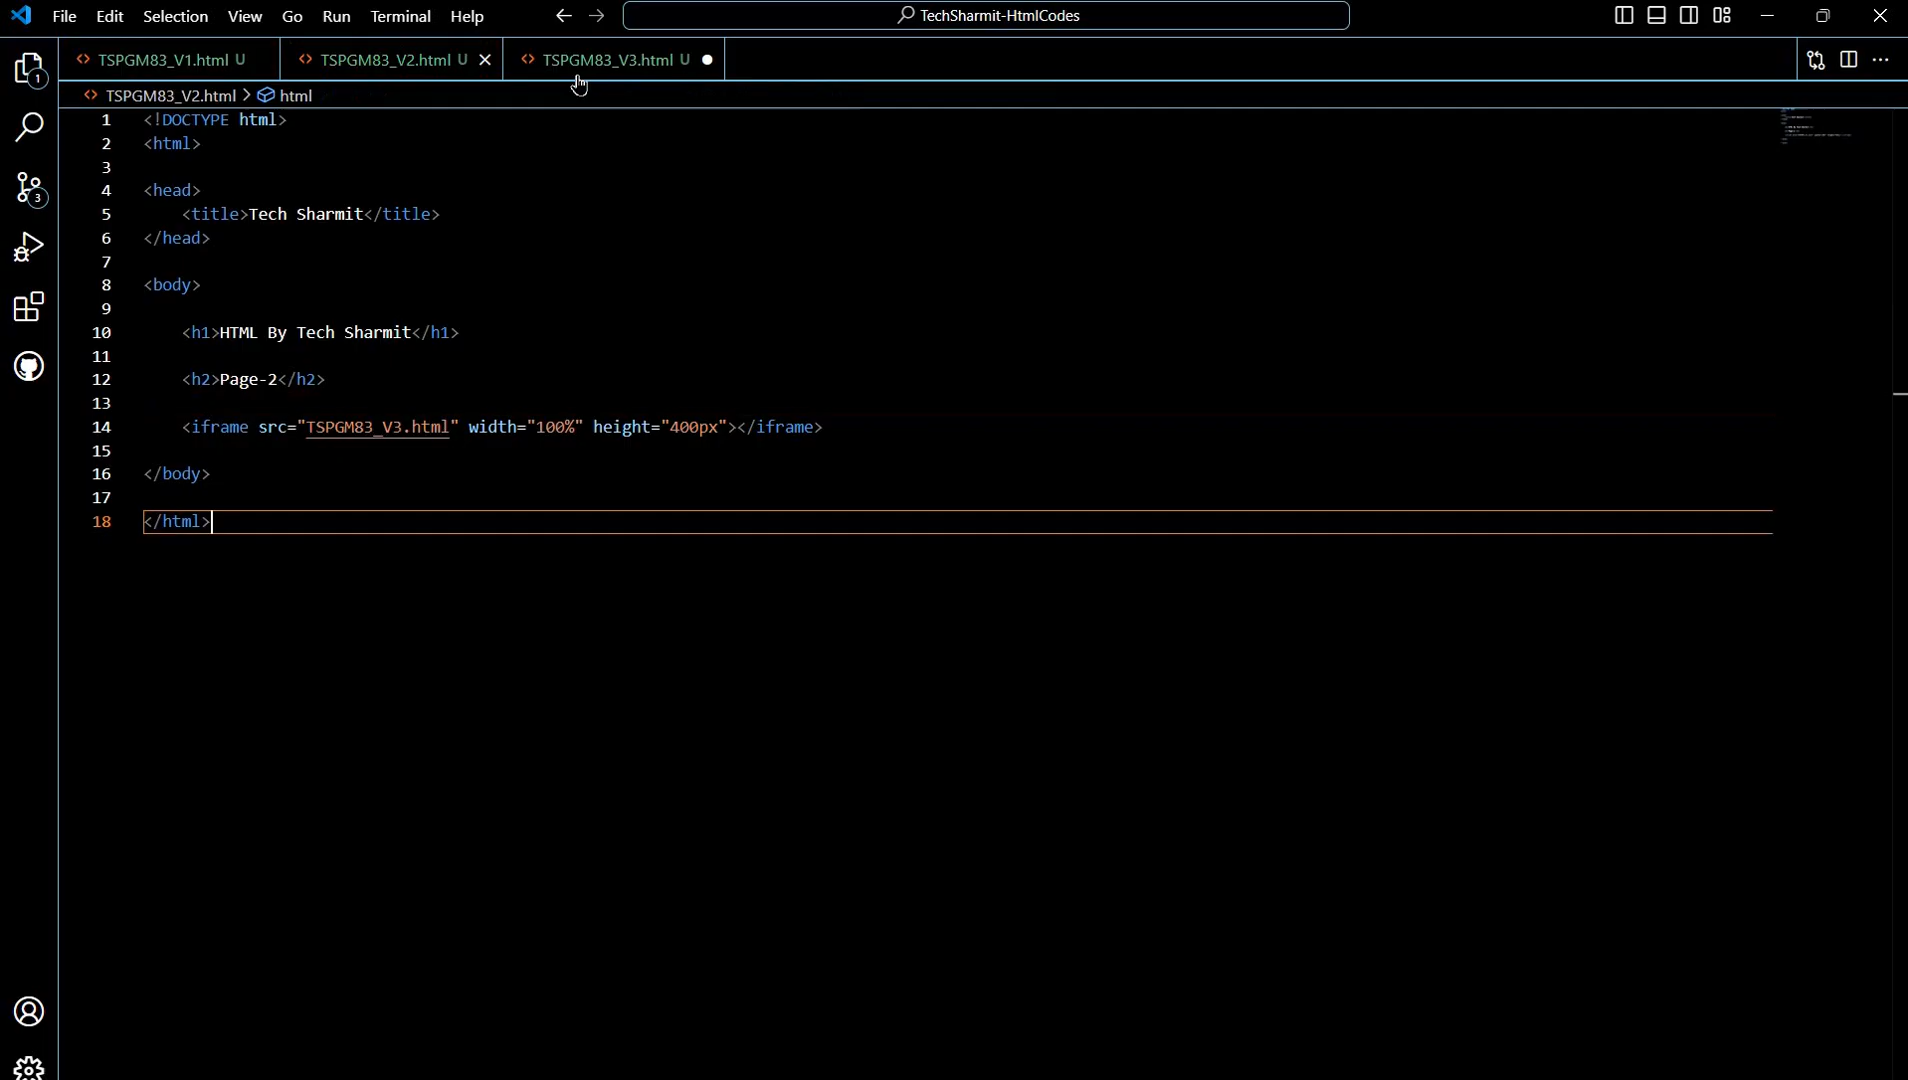 File Edit Selection View Go Run Terminal Help TechSharmit-HtmlCodes
TSPGM83_V1.html U TSPGM83_V2.html U TSPGM83_V3.html U
1
TSPGM83_V2.html > html
1 <!DOCTYPE html>
2 <html>
3
4 <head>
3
5 <title>Tech Sharmit</title>
6 </head>
7
8 <body>
9
10 <h1>HTML By Tech Sharmit</h1>
11
12 <h2>Page-2</h2>
13
14 <iframe src="TSPGM83_V3.html" width="100%" height="400px"></iframe>
15
16 </body>
17
18 </html>